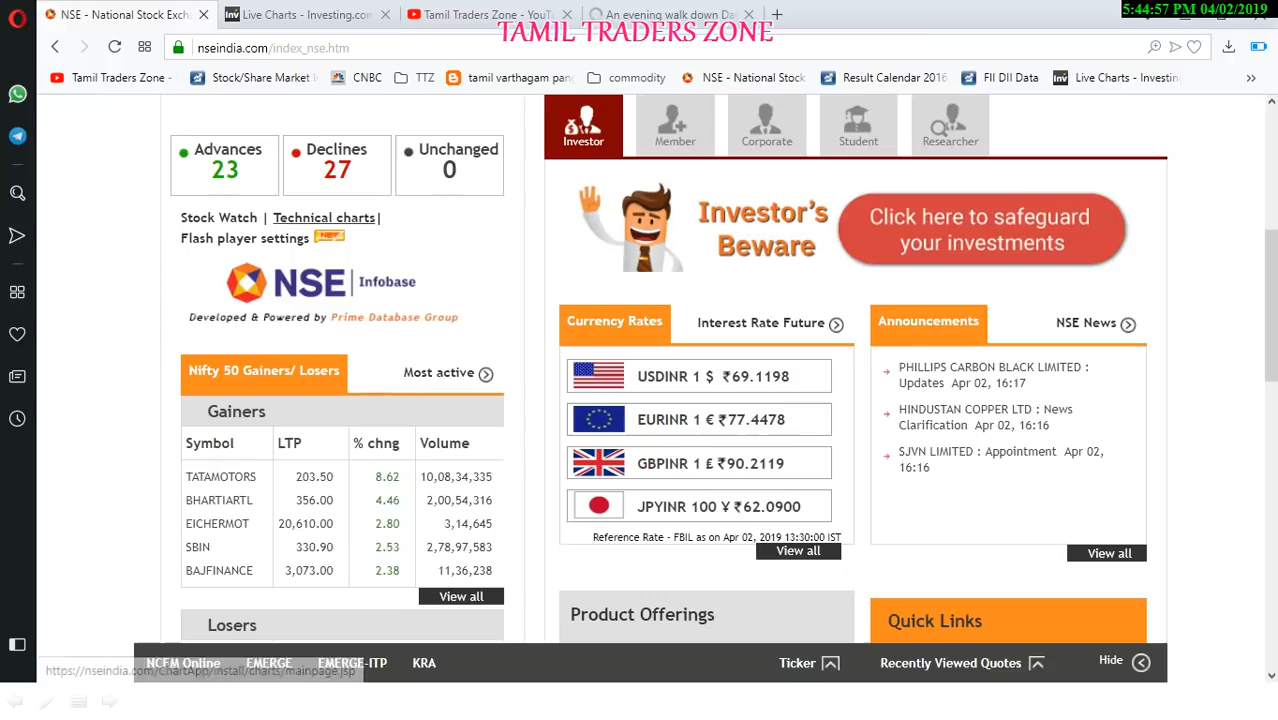 NSE - National Stock Excha
Live Charts - Investing.com
Tamil Traders Zone - YouT
An evening walk down Da
5:44:57 PM 04/02/2019
TAMIL TRADERS ZONE
nseindia.com/index_nse.htm
Tamil Traders Zone -
Stock/Share Market
CNBC
TTZ
tamil varthagam pan
commodity
NSE - National Stock
Result Calendar 2016
FII DII Data
Live Charts - Investin
Advances
23
Declines
27
Unchanged
0
Stock Watch | Technical charts|
Flash player settings NEW
NSE Infobase
Developed & Powered by Prime Database Group
Nifty 50 Gainers/ Losers
Most active
Gainers
Symbol LTP % chng Volume
TATAMOTORS 203.50 8.62 10,08,34,335
BHARTIARTL 356.00 4.46 2,00,54,316
EICHERMOT 20,610.00 2.80 3,14,645
SBIN 330.90 2.53 2,78,97,583
BAJFINANCE 3,073.00 2.38 11,36,238
View all
Losers
Investor
Member
Corporate
Student
Researcher
Investor's
Beware
Click here to safeguard
your investments
Currency Rates
Interest Rate Future
USDINR 1 $ ₹69.1198
EURINR 1 € ₹77.4478
GBPINR 1 £ ₹90.2119
JPYINR 100 ¥ ₹62.0900
Reference Rate - FBIL as on Apr 02, 2019 13:30:00 IST
View all
Announcements
NSE News
PHILLIPS CARBON BLACK LIMITED :
Updates Apr 02, 16:17
HINDUSTAN COPPER LTD : News
Clarification Apr 02, 16:16
SJVN LIMITED : Appointment Apr 02,
16:16
View all
Product Offerings
Quick Links
NCFM Online
EMERGE
EMERGE-ITP
KRA
Ticker
Recently Viewed Quotes
Hide
https://nseindia.com/ChartApp/install/charts/mainpage.jsp